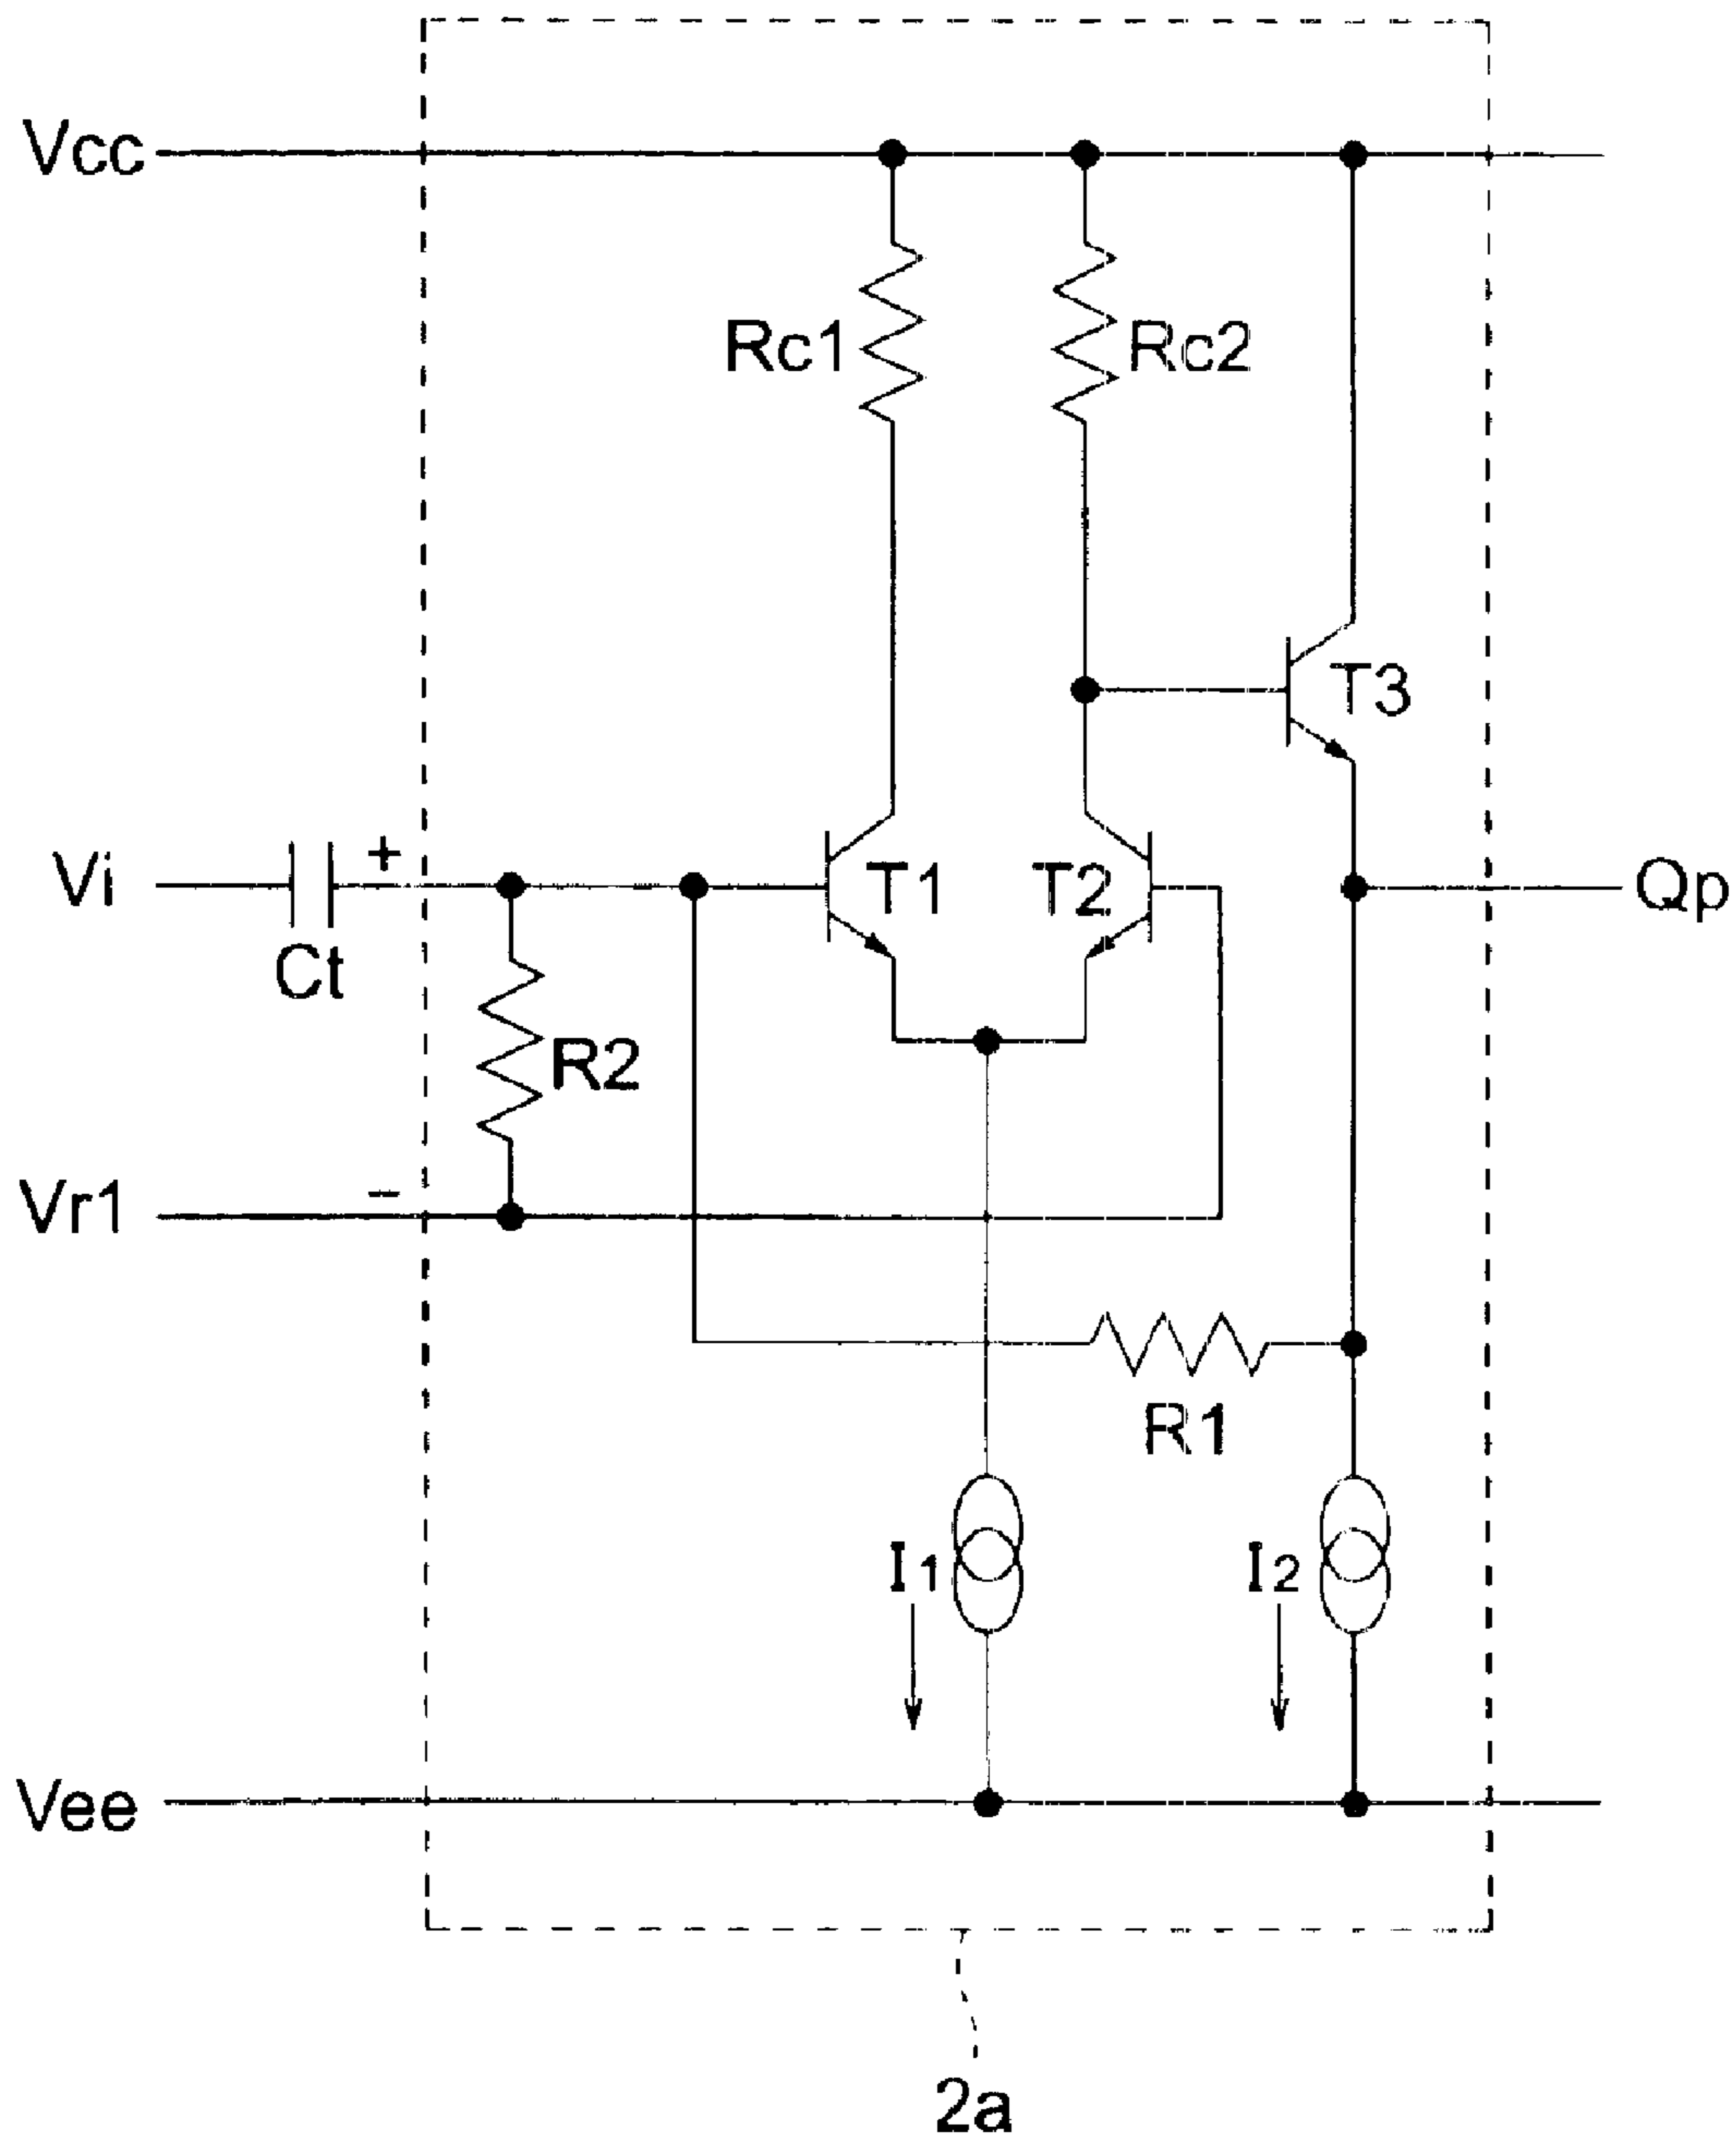 Vcc
Rc1
Rc2
T3
Vi
+
T1
T2
Qp
Ct
R2
Vr1
-
R1
I1
I2
Vee
2a